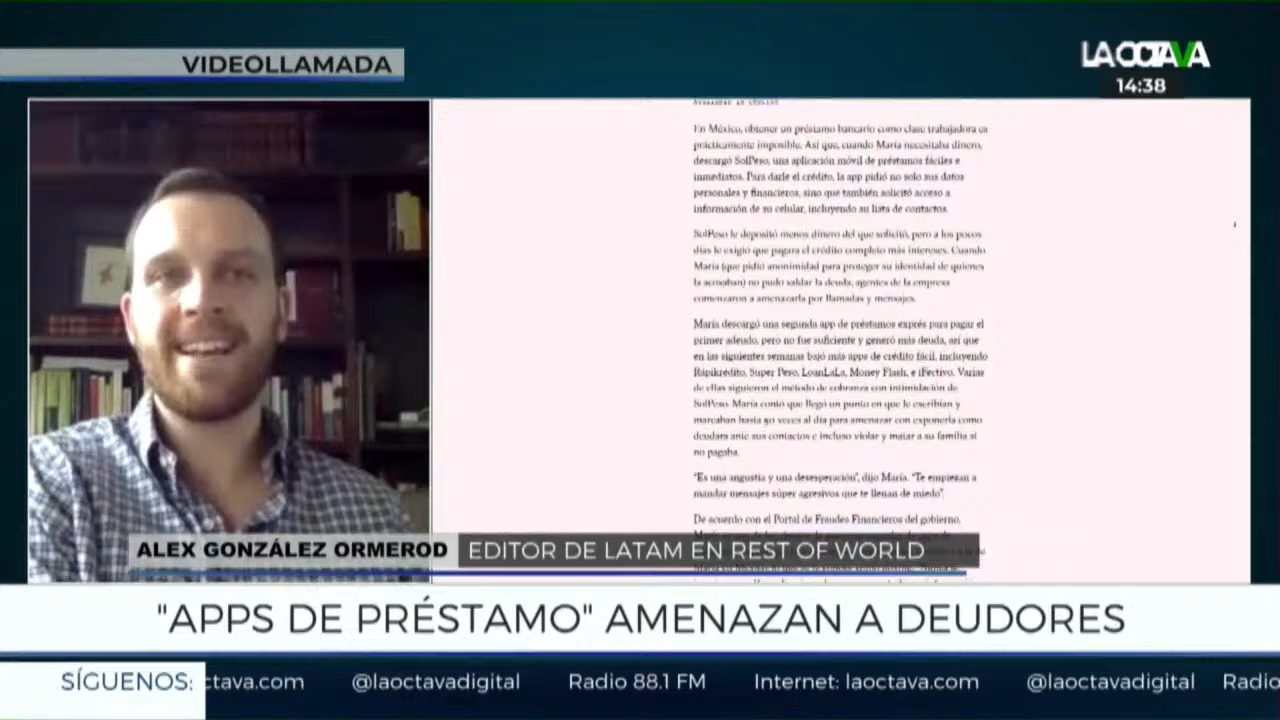 VIDEOLLAMADA
LA OCTAVA
14:38
En México, obtener un préstamo bancario como clase trabajadora es
prácticamente imposible. Así que, cuando María necesitaba dinero,
descargó SolPeso, una aplicación móvil de préstamos fáciles e
inmediatos. Para darle el crédito, la app pidió no solo sus datos
personales y financieros, sino que también solicitó acceso a
información de su celular, incluyendo su lista de contactos.
SolPeso le depositó menos dinero del que solicitó, pero a los pocos
días le exigió que pagara el crédito completo más intereses. Cuando
María (que pidió anonimidad para proteger su identidad de quienes
la acosaban) no pudo saldar la deuda, agentes de la empresa
comenzaron a amenazarla por llamadas y mensajes.
María descargó una segunda app de préstamos exprés para pagar el
primer adeudo, pero no fue suficiente y generó más deuda, así que
en las siguientes semanas bajó más apps de crédito fácil, incluyendo
Rápikrédito, Super Peso, LoanLaLa, Money Flash, e iFectivo. Varias
de ellas siguieron el método de cobranza con intimidación de
SolPeso. María contó que llegó un punto en que le escribían y
marcaban hasta 50 veces al día para amenazar con exponerla como
deudara ante sus contactos e incluso violar y matar a su familia si
no pagaba.
"Es una angustia y una desesperación", dijo María. "Te empiezan a
mandar mensajes súper agresivos que te llenan de miedo".
De acuerdo con el Portal de Fraudes Financieros del gobierno,
ALEX GONZÁLEZ ORMEROD EDITOR DE LATAM EN REST OF WORLD
"APPS DE PRÉSTAMO" AMENAZAN A DEUDORES
SÍGUENOS: ctava.com @laoctavadigital Radio 88.1 FM Internet: laoctava.com @laoctavadigital Radio